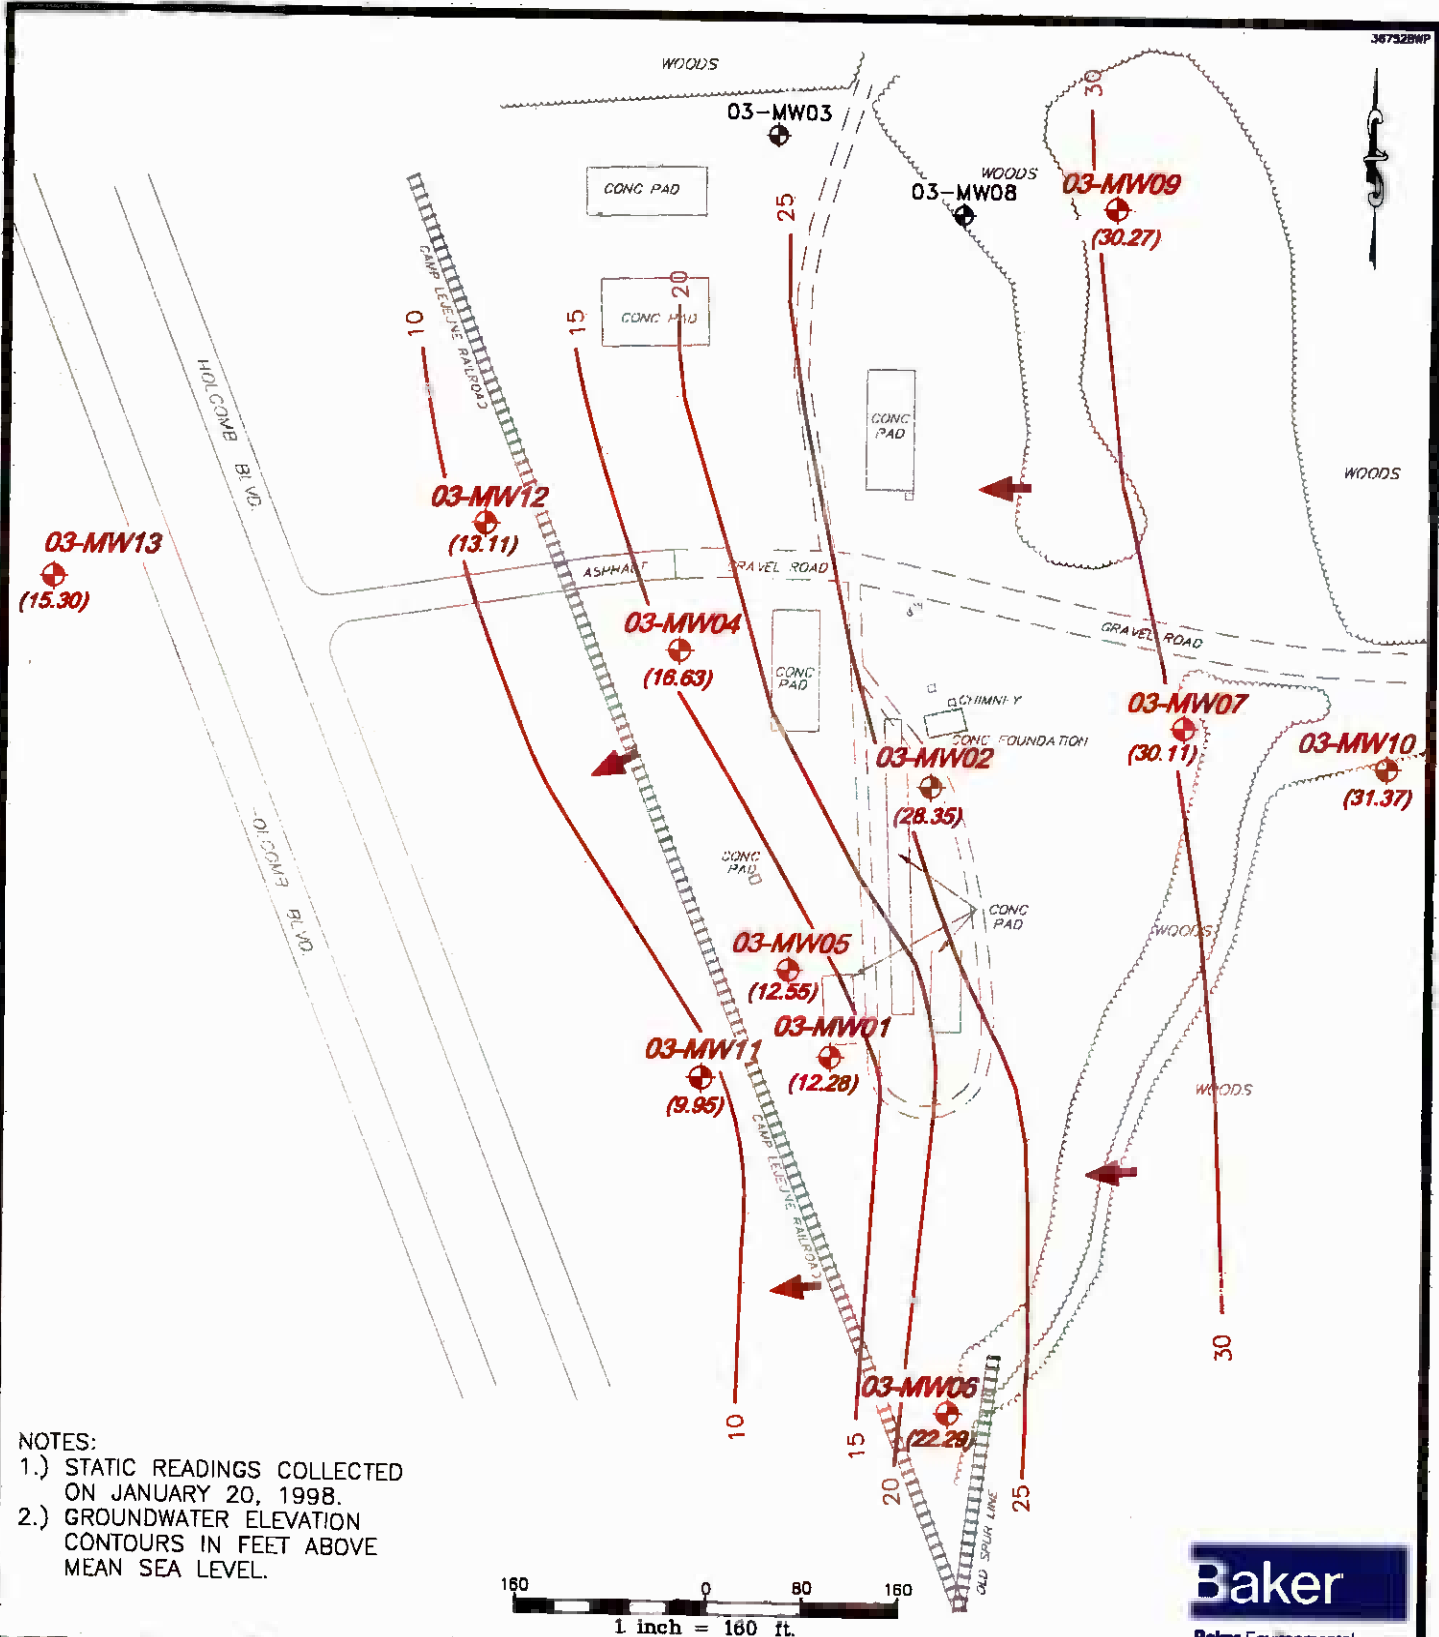 36752BWP
WOODS
03-MW03
CONC PAD
WOODS
03-MW08
03-MW09
(30.27)
30
25
20
CONC PAD
15
10
CAMP LEJEUNE RAILROAD
HOLCOMB BLVD.
CONC
PAD
WOODS
03-MW12
(13.11)
03-MW13
(15.30)
ASPHALT
GRAVEL ROAD
03-MW04
(16.63)
GRAVEL ROAD
CONC
PAD
CHIMNEY
CONC FOUNDATION
03-MW02
(28.35)
03-MW07
(30.11)
03-MW10
(31.37)
HOLCOMB BLVD.
CONC
PAD
CONC
PAD
WOODS
03-MW05
(12.55)
03-MW01
(12.28)
03-MW11
(9.95)
WOODS
CAMP LEJEUNE RAILROAD
30
03-MW06
(22.29)
10
15
20
25
OLD SPUR LINE
NOTES:
1.) STATIC READINGS COLLECTED
ON JANUARY 20, 1998.
2.) GROUNDWATER ELEVATION
CONTOURS IN FEET ABOVE
MEAN SEA LEVEL.
160 0 80 160
1 inch = 160 ft.
Baker
Baker Environmental